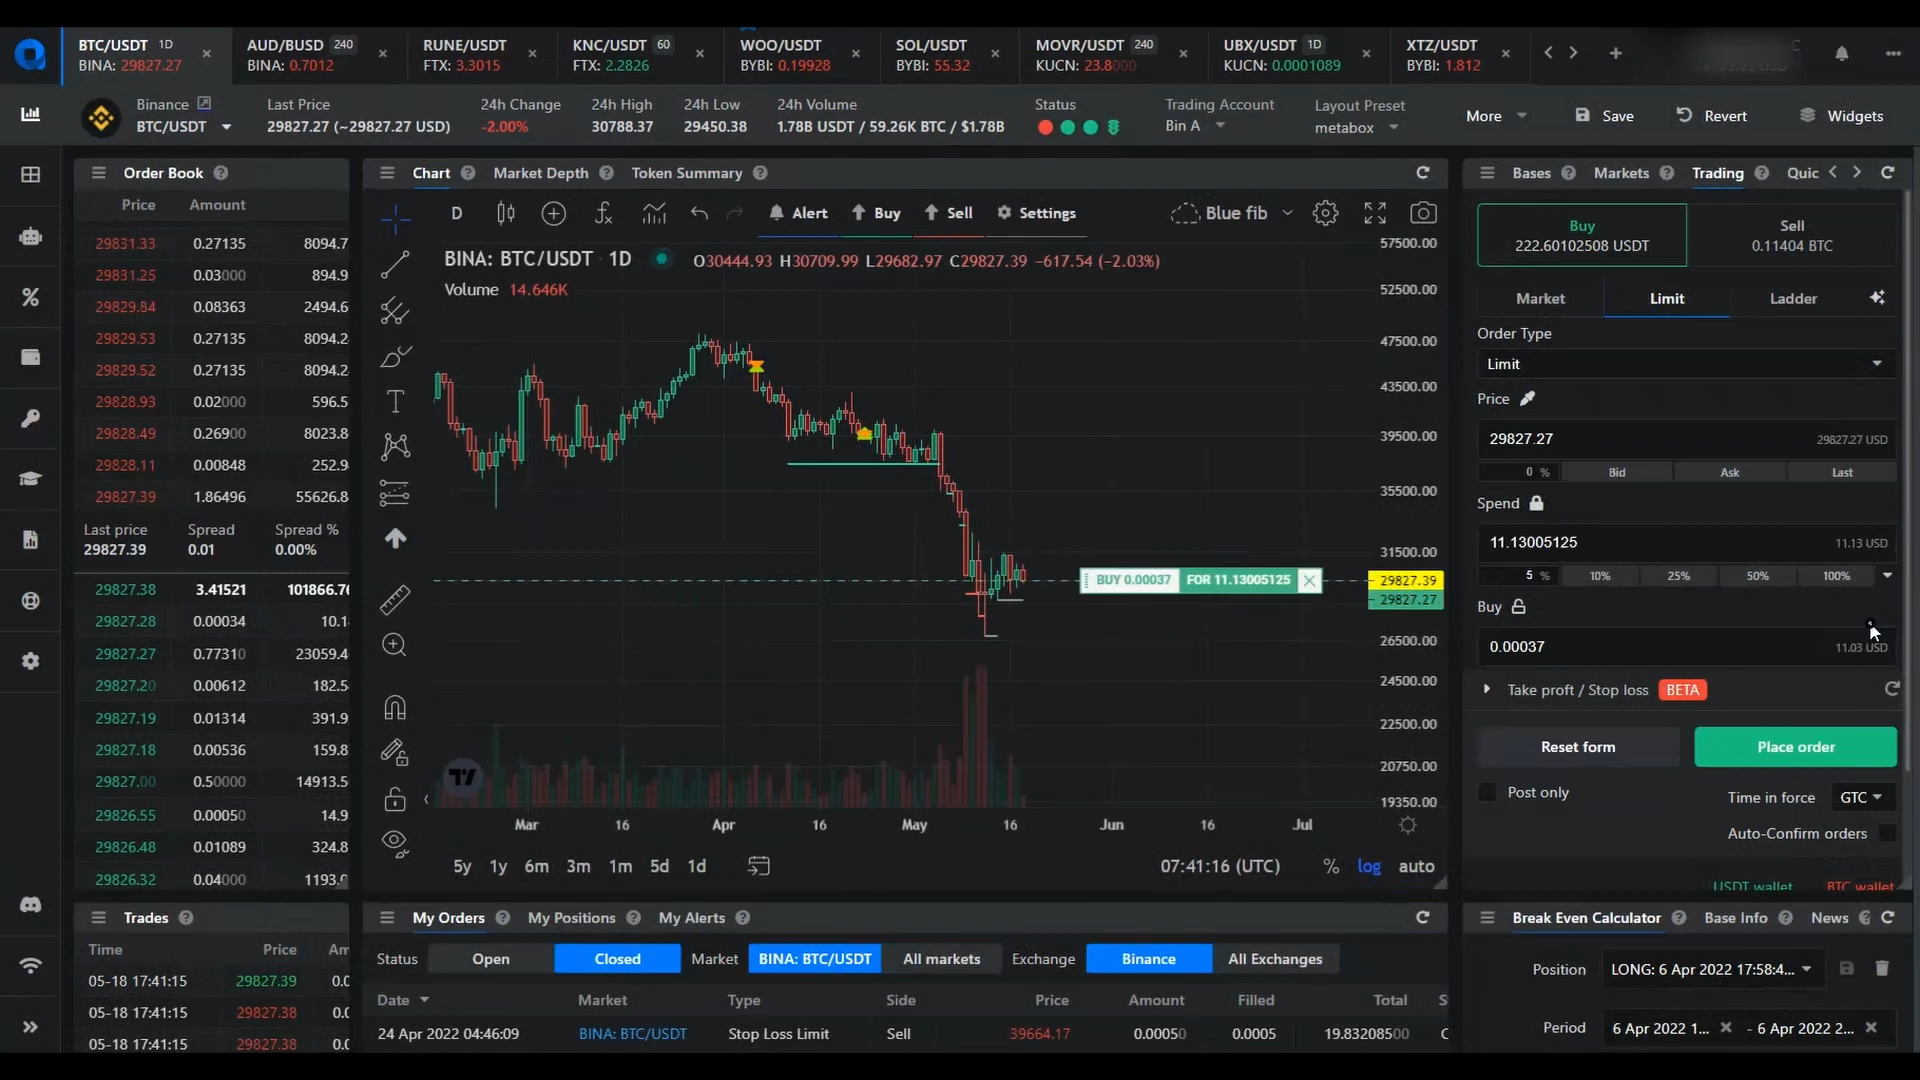 BTC/USDT 1D
BINA: 29827.27
AUD/BUSD 240
BINA: 0.7012
RUNE/USDT
FTX: 3.3015
KNC/USDT 60
FTX: 2.2826
WOO/USDT
BYBI: 0.19928
SOL/USDT
BYBI: 55.32
MOVR/USDT 240
KUCN: 23.8000
UBX/USDT 1D
KUCN: 0.0001089
XTZ/USDT
BYBI: 1.812
Binance
BTC/USDT
Last Price
29827.27 (~29827.27 USD)
24h Change
-2.00%
24h High
30788.37
24h Low
29450.38
24h Volume
1.78B USDT / 59.26K BTC / $1.78B
Status
Trading Account
Bin A
Layout Preset
metabox
More
Save
Revert
Widgets
Order Book
Price Amount
29831.33 0.27135 8094.7
29831.25 0.03000 894.9
29829.84 0.08363 2494.6
29829.53 0.27135 8094.2
29829.52 0.27135 8094.2
29828.93 0.02000 596.5
29828.49 0.26900 8023.8
29828.11 0.00848 252.9
29827.39 1.86496 55626.8
Last price Spread Spread %
29827.39 0.01 0.00%
29827.38 3.41521 101866.7
29827.28 0.00034 10.1
29827.27 0.77310 23059.4
29827.20 0.00612 182.5
29827.19 0.01314 391.9
29827.18 0.00536 159.8
29827.00 0.50000 14913.5
29826.55 0.00050 14.9
29826.48 0.01089 324.8
29826.32 0.04000 1193.
Trades
Time Price Am
05-18 17:41:15 29827.39 0.0
05-18 17:41:15 29827.38 0.0
05-18 17:41:15 29827.38 0.0
Chart Market Depth Token Summary
D
Alert Buy Sell Settings
Blue fib
BINA: BTC/USDT 1D
O30444.93 H30709.99 L29682.97 C29827.39 -617.54 (-2.03%)
Volume 14.646K
57500.00
52500.00
47500.00
43500.00
39500.00
35500.00
31500.00
BUY 0.00037 FOR 11.13005125
29827.39
29827.27
26500.00
24500.00
22500.00
20750.00
19350.00
Mar 16 Apr 16 May 16 Jun 16 Jul
5y 1y 6m 3m 1m 5d 1d
07:41:16 (UTC) % log auto
My Orders My Positions My Alerts
Status Open Closed Market BINA: BTC/USDT All markets Exchange Binance All Exchanges
Date Market Type Side Price Amount Filled Total S
24 Apr 2022 04:46:09 BINA: BTC/USDT Stop Loss Limit Sell 39664.17 0.00050 0.0005 19.83208500 C
Bases Markets Trading Quic
Buy
222.60102508 USDT
Sell
0.11404 BTC
Market Limit Ladder
Order Type
Limit
Price
29827.27 29827.27 USD
0 % Bid Ask Last
Spend
11.13005125 11.13 USD
5 % 10% 25% 50% 100%
Buy
0.00037 11.03 USD
Take proft / Stop loss BETA
Reset form Place order
Post only
Time in force GTC
Auto-Confirm orders
USDT wallet BTC wallet
Break Even Calculator Base Info News
Position LONG: 6 Apr 2022 17:58:4...
Period 6 Apr 2022 1... - 6 Apr 2022 2...